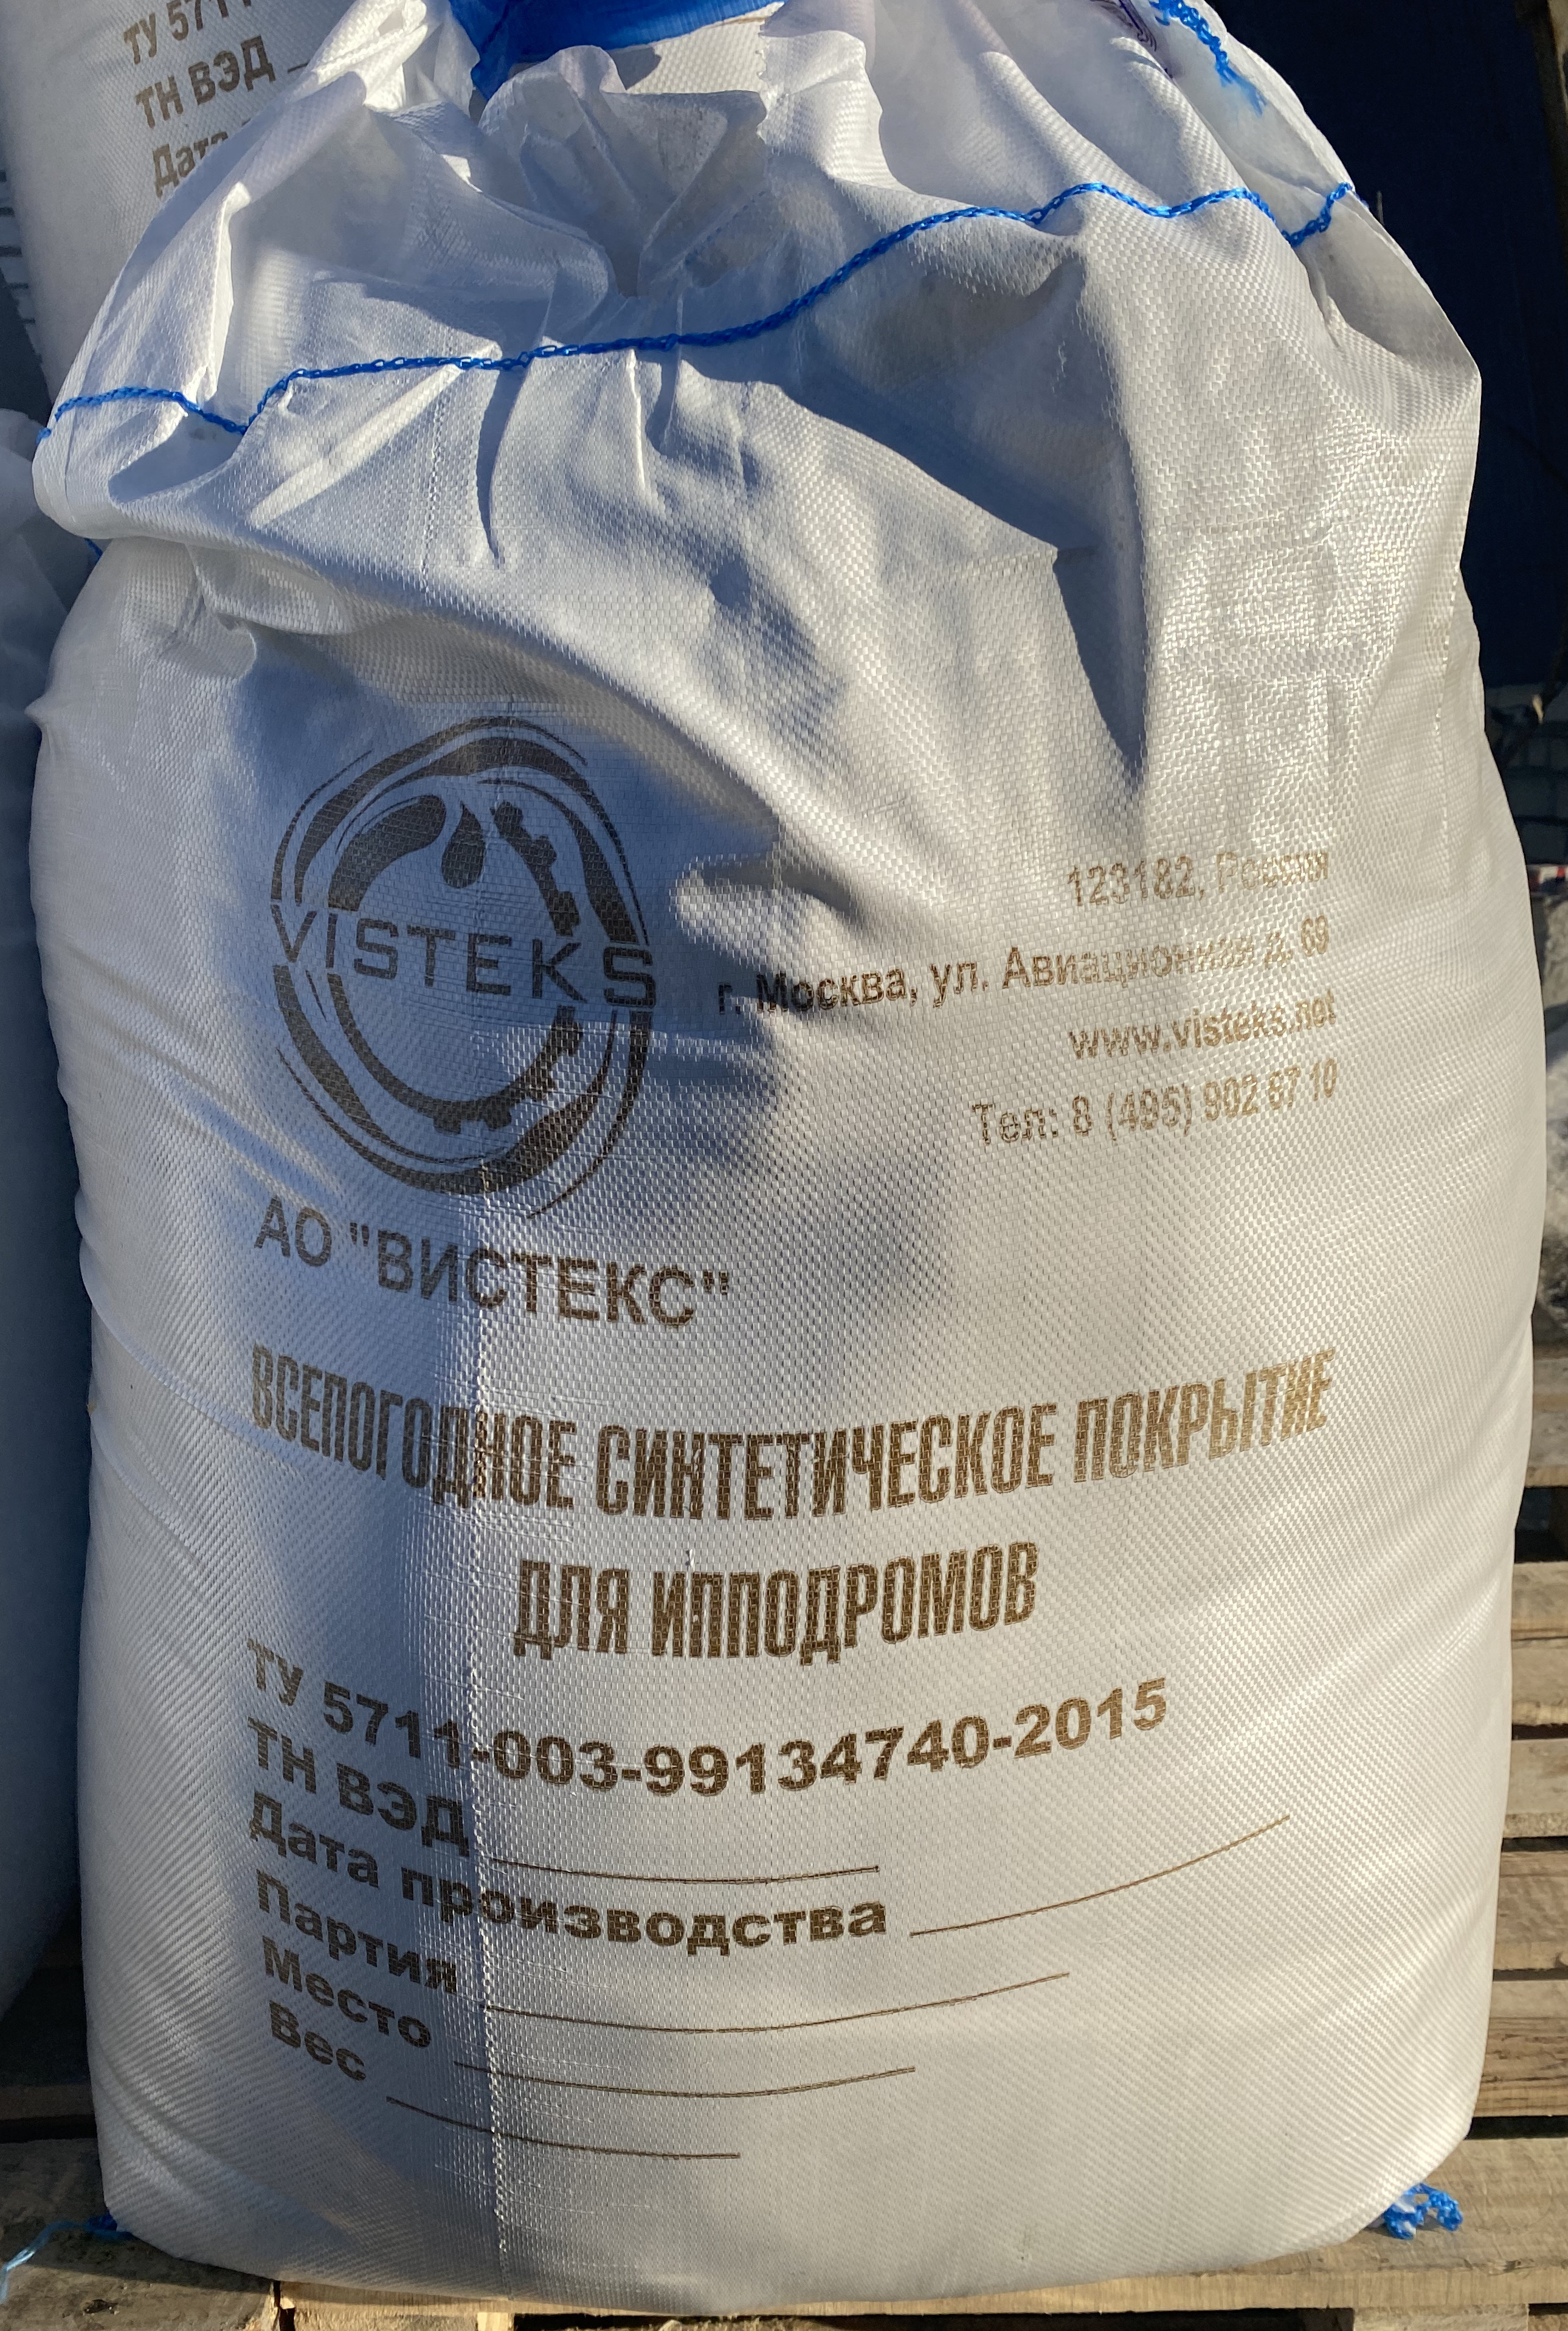 ТУ 571
ТН ВЭД
Дата
VISTEKS
123182, Россия
г. Москва, ул. Авиационная д. 69
www.visteks.net
Тел: 8 (495) 902 67 10
АО "ВИСТЕКС"
ВСЕПОГОДНОЕ СИНТЕТИЧЕСКОЕ ПОКРЫТИЕ
ДЛЯ ИППОДРОМОВ
ТУ 5711-003-99134740-2015
ТН ВЭД
Дата производства
Партия
Место
Вес